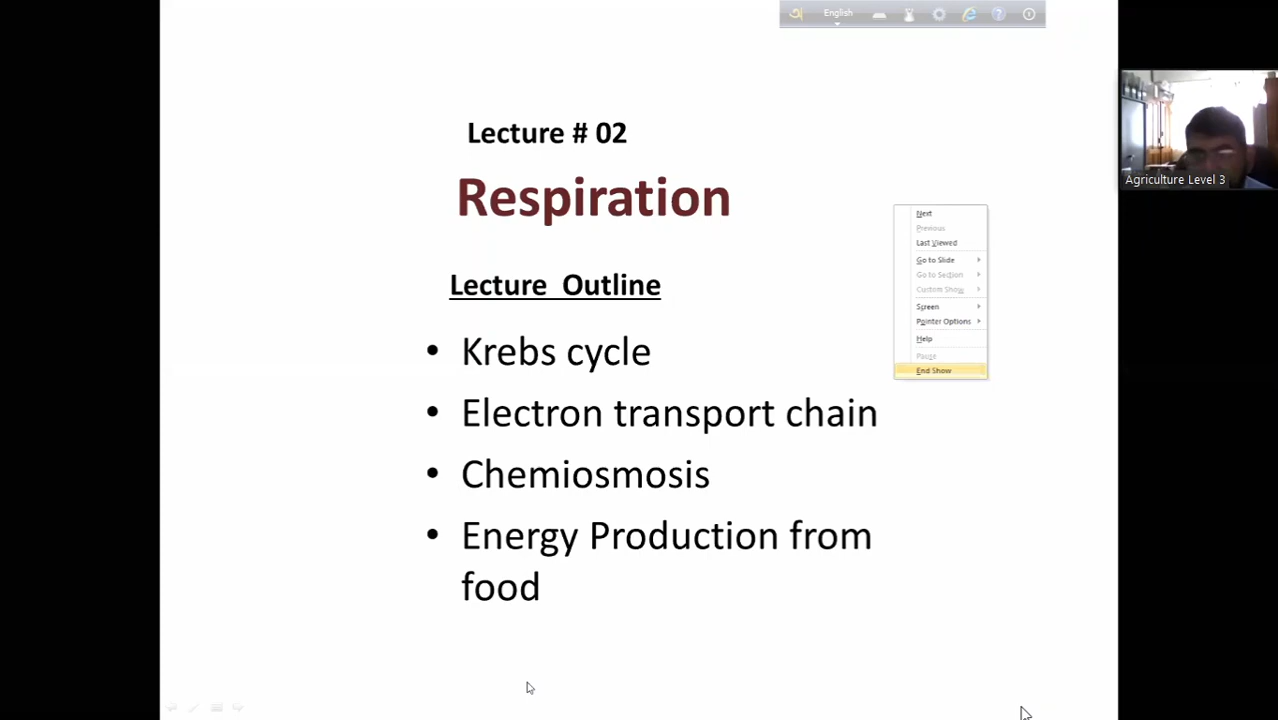 English
Lecture # 02
Respiration
Lecture Outline
• Krebs cycle
• Electron transport chain
• Chemiosmosis
• Energy Production from
food
Next
Previous
Last Viewed
Go to Slide
Go to Section
Custom Show
Screen
Pointer Options
Help
Pause
End Show
Agriculture Level 3